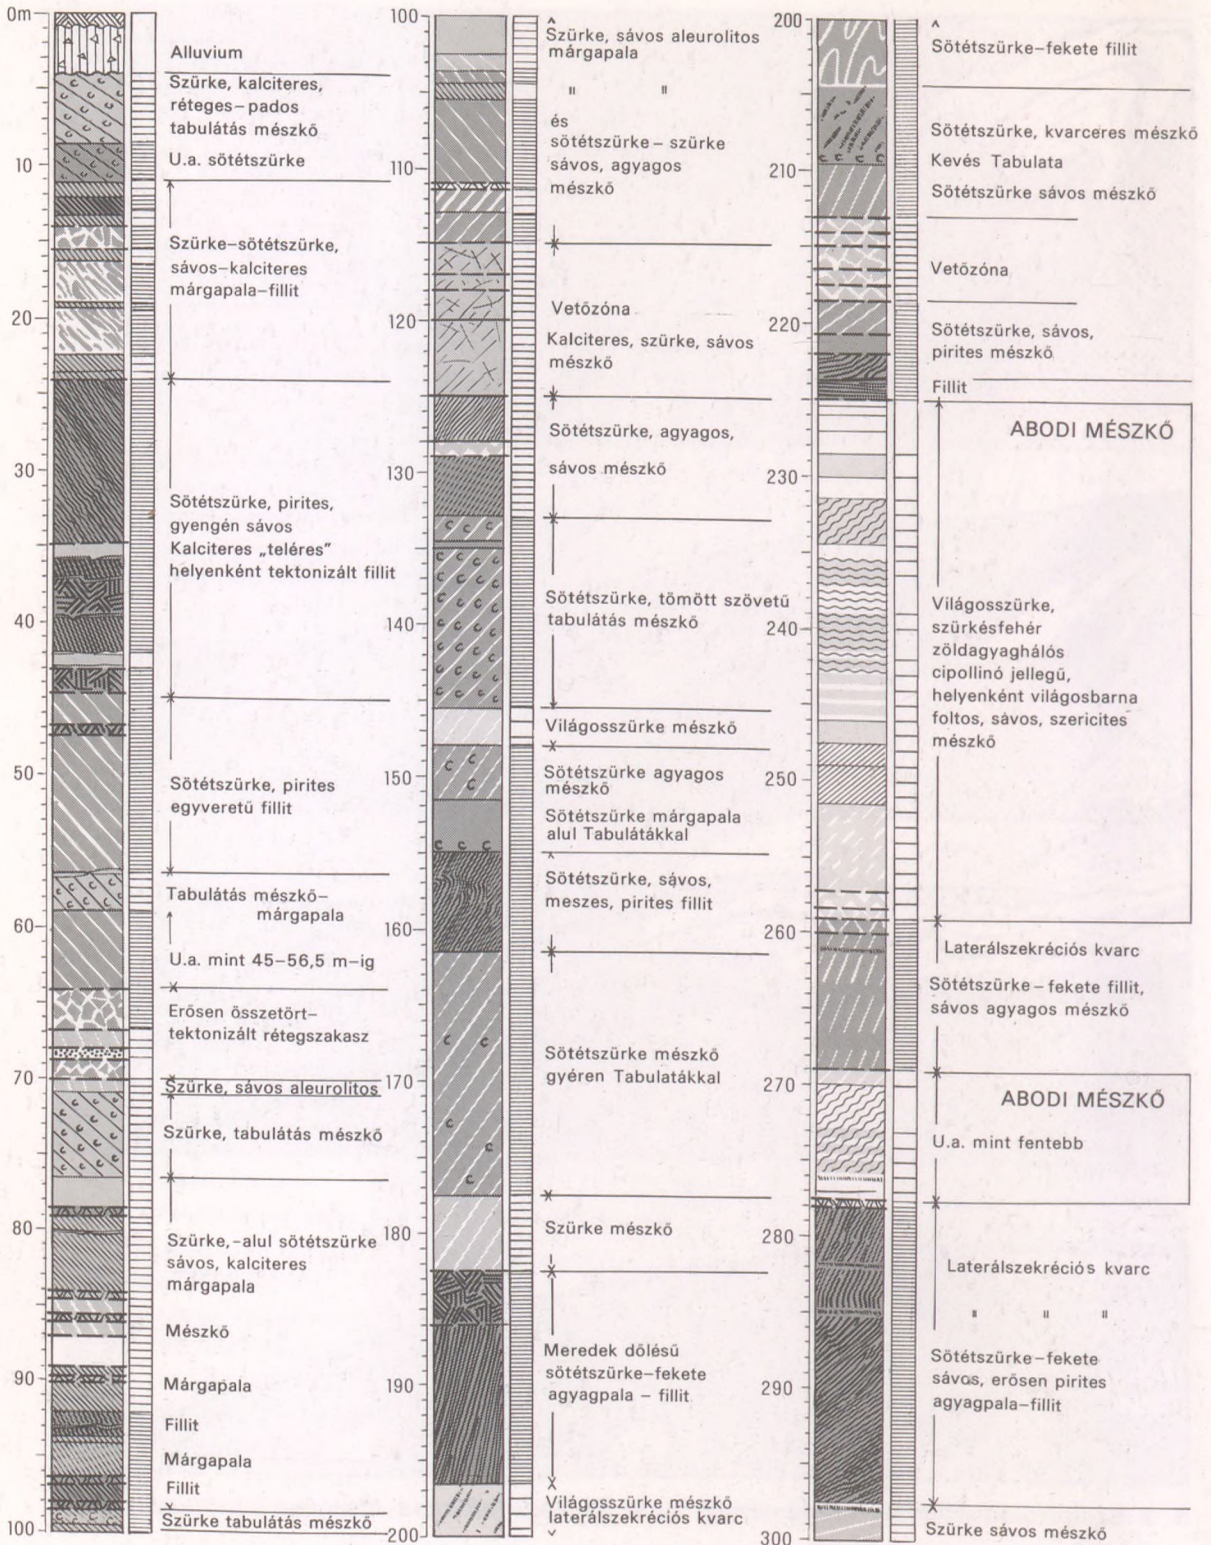 0m
10
20
30
40
50
60
70
80
90
100
Alluvium
Szürke, kalciteres,
réteges–pados
tabulátás mészkő
U.a. sötétszürke
Szürke–sötétszürke,
sávos–kalciteres
márgapala–fillit
Sötétszürke, pirites,
gyengén sávos
Kalciteres „teléres"
helyenként tektonizált fillit
Sötétszürke, pirites
egyveretű fillit
Tabulátás mészkő–
márgapala
U.a. mint 45–56,5 m–ig
Erősen összetört–
tektonizált rétegszakasz
Szürke, sávos aleurolitos
Szürke, tabulátás mészkő
Szürke,-alul sötétszürke
sávos, kalciteres
márgapala
Mészkő
Márgapala
Fillit
Márgapala
Fillit
Szürke tabulátás mészkő
100
110
120
130
140
150
160
170
180
190
200
Szürke, sávos aleurolitos
márgapala
" "
és
sötétszürke – szürke
sávos, agyagos
mészkő
Vetőzóna
Kalciteres, szürke, sávos
mészkő
Sötétszürke, agyagos,
sávos mészkő
Sötétszürke, tömött szövetű
tabulátás mészkő
Világosszürke mészkő
Sötétszürke agyagos
mészkő
Sötétszürke márgapala
alul Tabulátákkal
Sötétszürke, sávos,
meszes, pirites fillit
Sötétszürke mészkő
gyéren Tabulatákkal
Szürke mészkő
Meredek dőlésű
sötétszürke–fekete
agyagpala – fillit
Világosszürke mészkő
laterálszekréciós kvarc
200
210
220
230
240
250
260
270
280
290
300
Sötétszürke–fekete fillit
Sötétszürke, kvarceres mészkő
Kevés Tabulata
Sötétszürke sávos mészkő
Vetőzóna
Sötétszürke, sávos,
pirites mészkő
Fillit
ABODI MÉSZKŐ
Világosszürke,
szürkésfehér
zöldagyaghálós
cipollinó jellegű,
helyenként világosbarna
foltos, sávos, szericites
mészkő
Laterálszekréciós kvarc
Sötétszürke – fekete fillit,
sávos agyagos mészkő
ABODI MÉSZKŐ
U.a. mint fentebb
Laterálszekréciós kvarc
" " "
Sötétszürke–fekete
sávos, erősen pirites
agyagpala–fillit
Szürke sávos mészkő